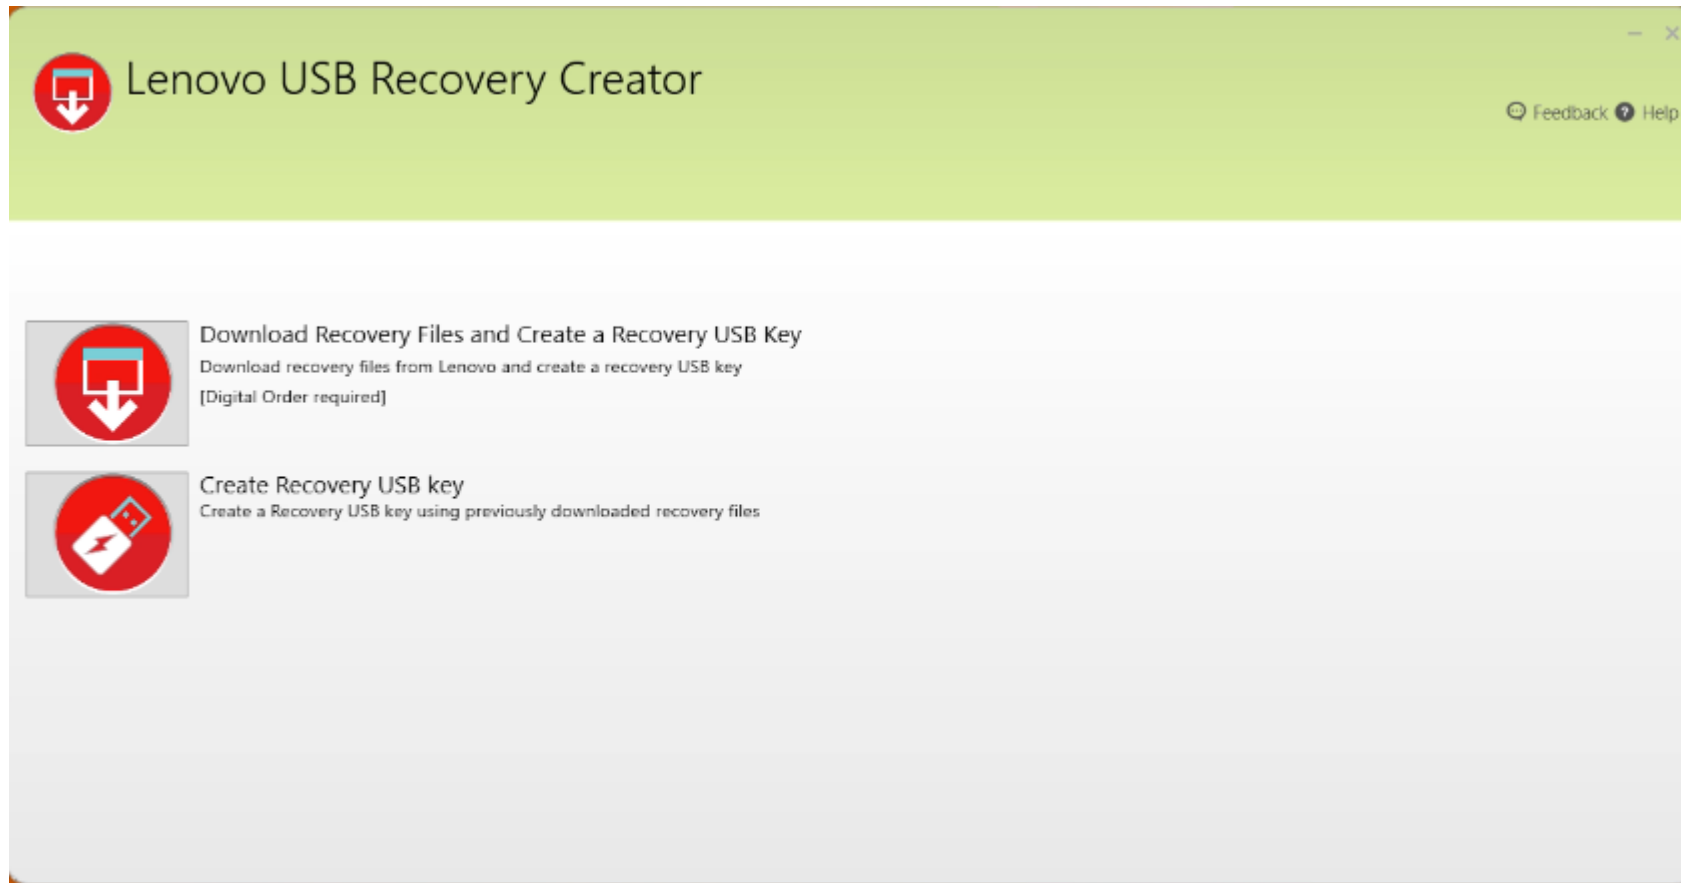 Lenovo USB Recovery Creator
Feedback Help
Download Recovery Files and Create a Recovery USB Key
Download recovery files from Lenovo and create a recovery USB key
[Digital Order required]
Create Recovery USB key
Create a Recovery USB key using previously downloaded recovery files